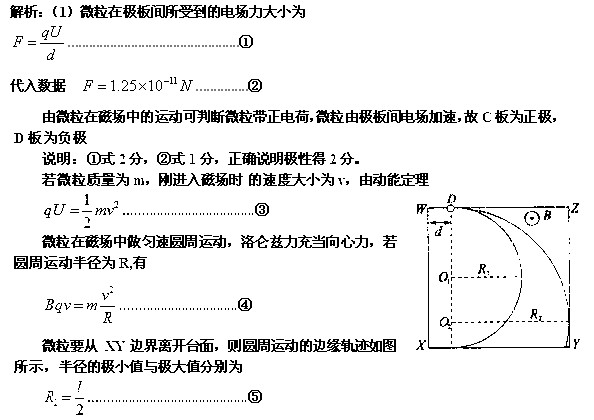 解析：（1）微粒在极板间所受到的电场力大小为
F = qU/d ……………………………………①
代入数据 F = 1.25×10⁻¹¹ N ……………②
由微粒在磁场中的运动可判断微粒带正电荷，微粒由极板间电场加速，故 C 板为正极，
D 板为负极
说明：①式 2 分，②式 1 分，正确说明极性得 2 分。
若微粒质量为 m，刚进入磁场时 的速度大小为 v，由动能定理
qU = 1/2 mv² ……………………………③
微粒在磁场中做匀速圆周运动，洛仑兹力充当向心力，若
圆周运动半径为 R,有
Bqv = m v²/R …………………………④
微粒要从 XY 边界离开台面，则圆周运动的边缘轨迹如图
所示，半径的极小值与极大值分别为
R₂ = l/2 ……………………………………⑤
W D B Z
d
O₁ R₂
O₂ R₁
X Y